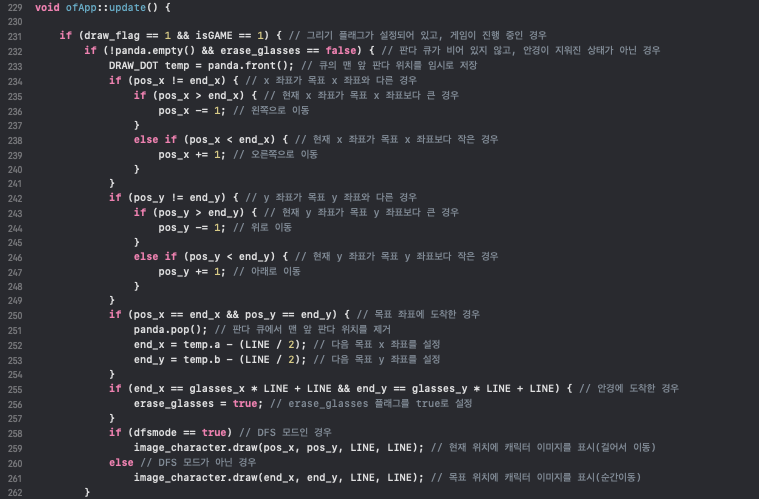 229 void ofApp::update() {
230
231 if (draw_flag == 1 && isGAME == 1) { // 그리기 플래그가 설정되어 있고, 게임이 진행 중인 경우
232 if (!panda.empty() && erase_glasses == false) { // 판다 큐가 비어 있지 않고, 안경이 지워진 상태가 아닌 경우
233 DRAW_DOT temp = panda.front(); // 큐의 맨 앞 판다 위치를 임시로 저장
234 if (pos_x != end_x) { // x 좌표가 목표 x 좌표와 다른 경우
235 if (pos_x > end_x) { // 현재 x 좌표가 목표 x 좌표보다 큰 경우
236 pos_x -= 1; // 왼쪽으로 이동
237 }
238 else if (pos_x < end_x) { // 현재 x 좌표가 목표 x 좌표보다 작은 경우
239 pos_x += 1; // 오른쪽으로 이동
240 }
241 }
242 if (pos_y != end_y) { // y 좌표가 목표 y 좌표와 다른 경우
243 if (pos_y > end_y) { // 현재 y 좌표가 목표 y 좌표보다 큰 경우
244 pos_y -= 1; // 위로 이동
245 }
246 else if (pos_y < end_y) { // 현재 y 좌표가 목표 y 좌표보다 작은 경우
247 pos_y += 1; // 아래로 이동
248 }
249 }
250 if (pos_x == end_x && pos_y == end_y) { // 목표 좌표에 도착한 경우
251 panda.pop(); // 판다 큐에서 맨 앞 판다 위치를 제거
252 end_x = temp.a - (LINE / 2); // 다음 목표 x 좌표를 설정
253 end_y = temp.b - (LINE / 2); // 다음 목표 y 좌표를 설정
254 }
255 if (end_x == glasses_x * LINE + LINE && end_y == glasses_y * LINE + LINE) { // 안경에 도착한 경우
256 erase_glasses = true; // erase_glasses 플래그를 true로 설정
257 }
258 if (dfsmode == true) // DFS 모드인 경우
259 image_character.draw(pos_x, pos_y, LINE, LINE); // 현재 위치에 캐릭터 이미지를 표시(걸어서 이동)
260 else // DFS 모드가 아닌 경우
261 image_character.draw(end_x, end_y, LINE, LINE); // 목표 위치에 캐릭터 이미지를 표시(순간이동)
262 }